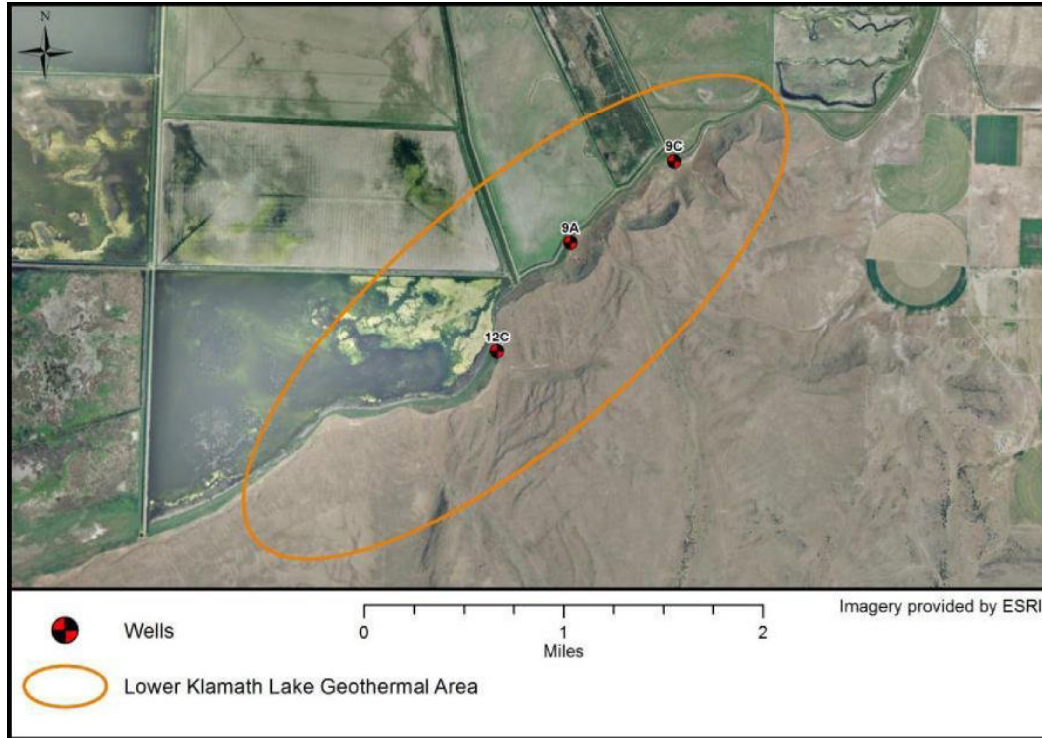 N
9C
9A
12C
Wells
0 1 2
Miles
Imagery provided by ESRI
Lower Klamath Lake Geothermal Area